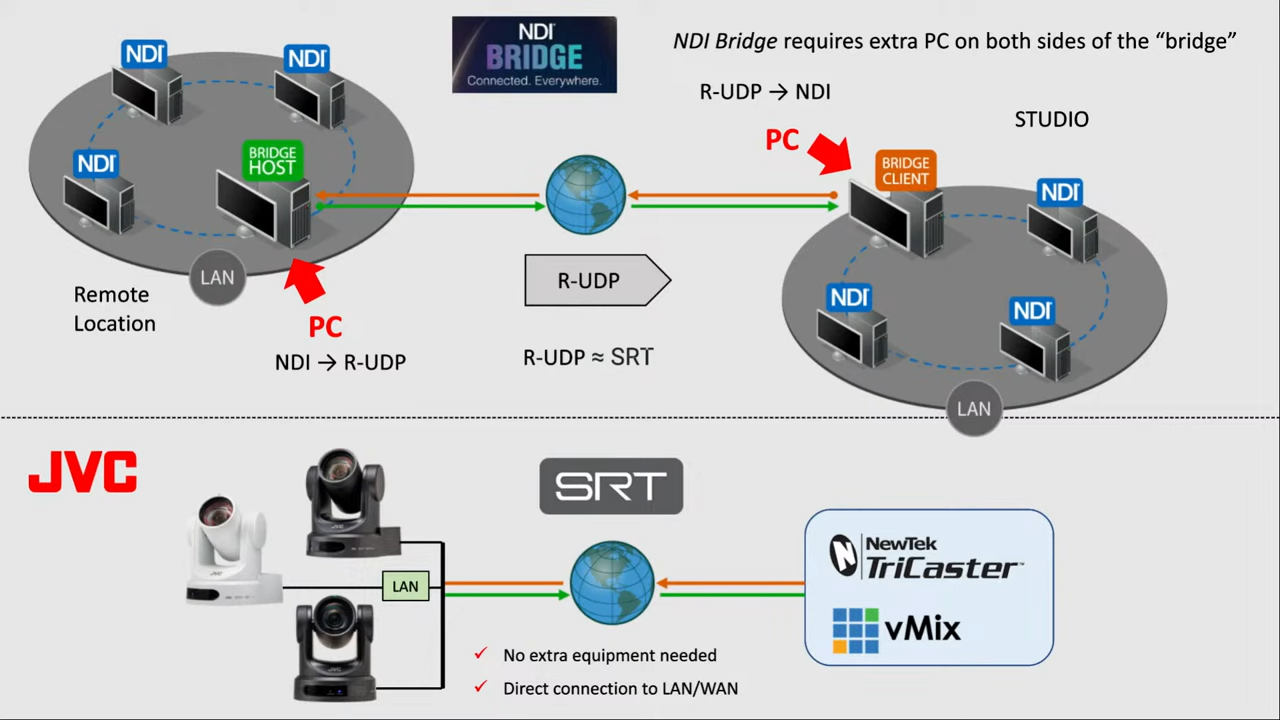 NDI
NDI
NDI
BRIDGE
HOST
LAN
Remote
Location
PC
NDI → R-UDP
NDI
BRIDGE
Connected. Everywhere.
R-UDP
R-UDP ≈ SRT
NDI Bridge requires extra PC on both sides of the “bridge”
R-UDP → NDI
STUDIO
PC
BRIDGE
CLIENT
NDI
NDI
NDI
LAN
JVC
LAN
SRT
✓ No extra equipment needed
✓ Direct connection to LAN/WAN
NewTek
TriCaster
vMix